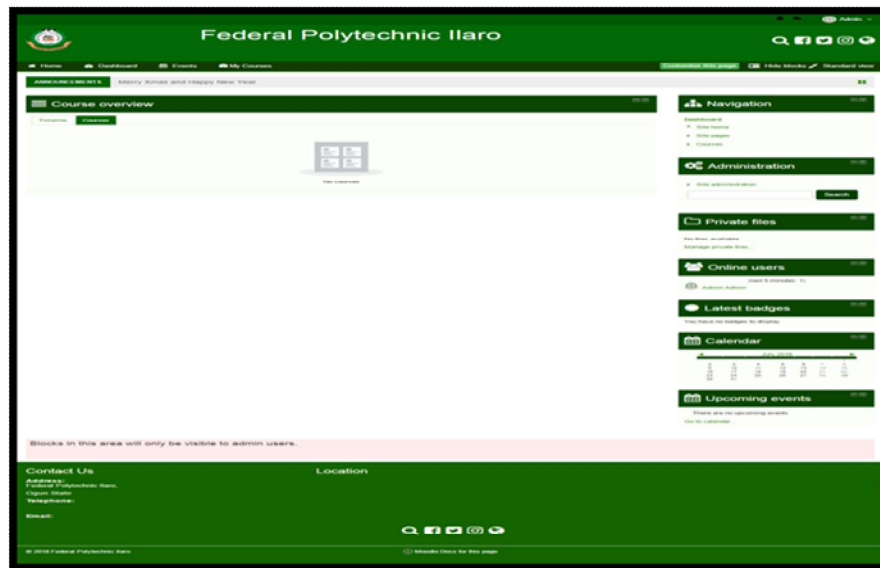 Admin
Federal Polytechnic Ilaro
Home Dashboard Events My Courses Customise this page Hide blocks Standard view
ANNOUNCEMENTS Merry Xmas and Happy New Year
Course overview
Timeline Courses
No courses
Navigation
Dashboard
Site home
Site pages
Courses
Administration
Site administration
Search
Private files
No files available
Manage private files...
Online users
(last 5 minutes: 1)
Admin Admin
Latest badges
You have no badges to display
Calendar
July 2018
Upcoming events
There are no upcoming events
Go to calendar...
Blocks in this area will only be visible to admin users.
Contact Us Location
Address:
Federal Polytechnic Ilaro,
Ogun State
Telephone:
Email:
© 2018 Federal Polytechnic Ilaro Moodle Docs for this page